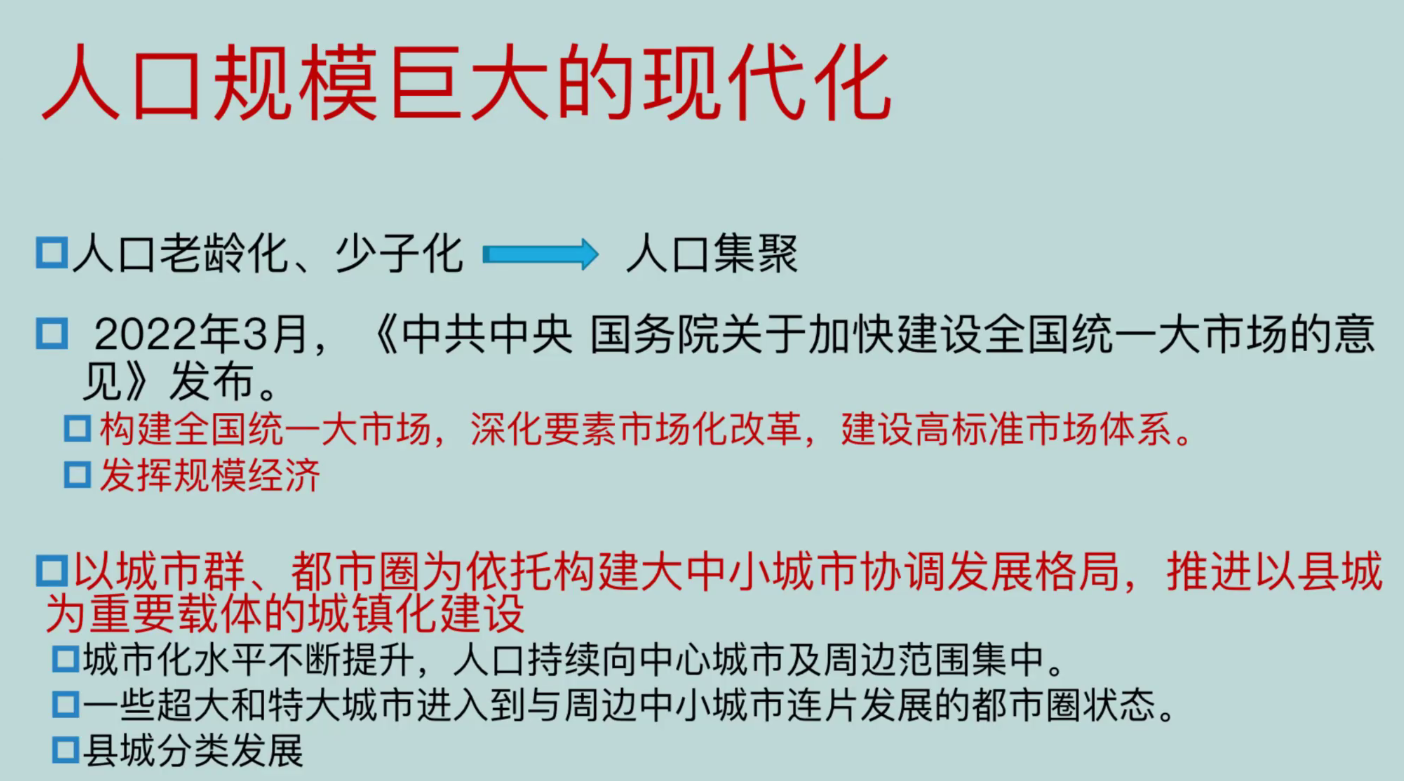 人口规模巨大的现代化
人口老龄化、少子化 人口集聚
2022年3月，《中共中央 国务院关于加快建设全国统一大市场的意
见》发布。
构建全国统一大市场，深化要素市场化改革，建设高标准市场体系。
发挥规模经济
以城市群、都市圈为依托构建大中小城市协调发展格局，推进以县城
为重要载体的城镇化建设
城市化水平不断提升，人口持续向中心城市及周边范围集中。
一些超大和特大城市进入到与周边中小城市连片发展的都市圈状态。
县城分类发展